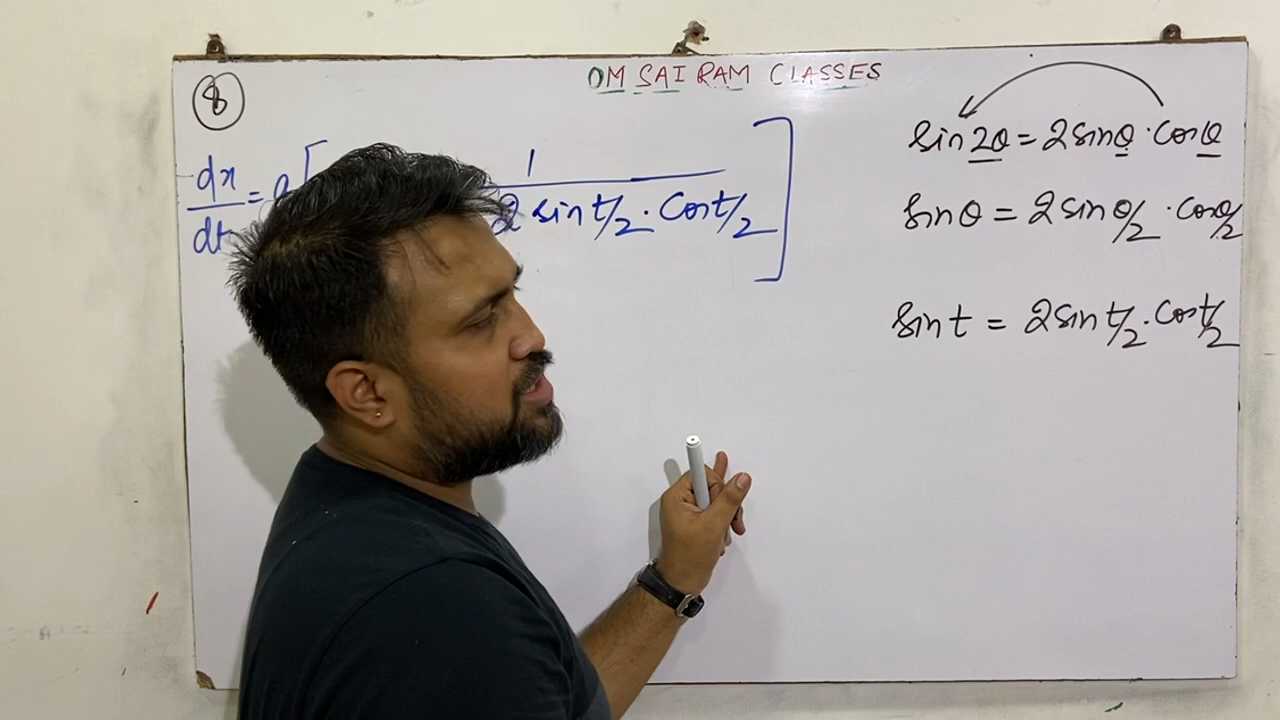 OM SAI RAM CLASSES
8
dx/dt = a[ 1/2 sin t/2 . cos t/2 ]
sin 2θ = 2 sin θ . cos θ
sin θ = 2 sin θ/2 . cos θ/2
sin t = 2 sin t/2 . cos t/2